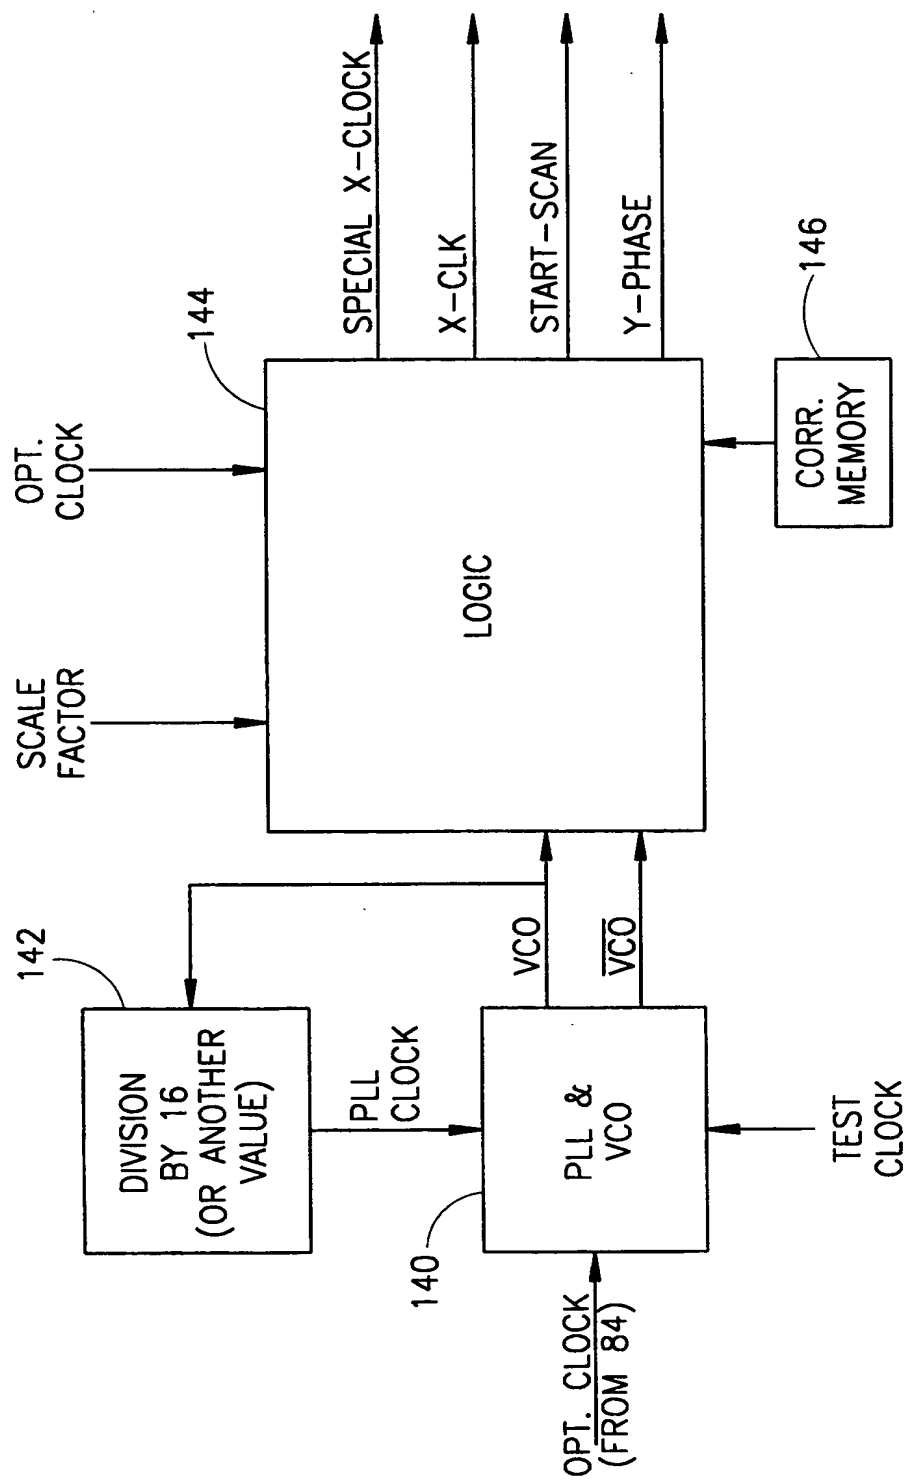 OPT. CLOCK
(FROM 84)
140
PLL &
VCO
TEST
CLOCK
PLL
CLOCK
142
DIVISION
BY 16
(OR ANOTHER
VALUE)
VCO
VCO
SCALE
FACTOR
OPT.
CLOCK
144
LOGIC
CORR.
MEMORY
146
SPECIAL X-CLOCK
X-CLK
START-SCAN
Y-PHASE